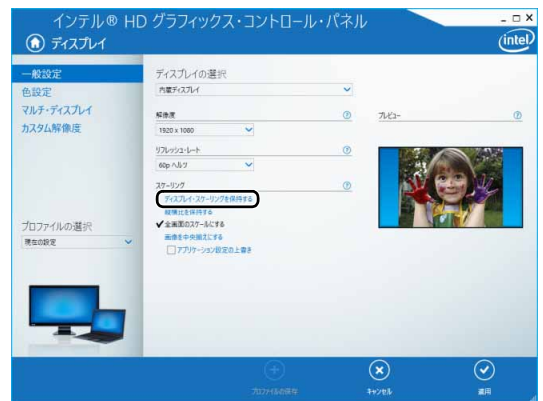 インテル® HD グラフィックス・コントロール・パネル
ディスプレイ
intel
一般設定
色設定
マルチ・ディスプレイ
カスタム解像度
プロファイルの選択
現在の設定
ディスプレイの選択
内蔵ディスプレイ
解像度
1920 x 1080
リフレッシュ・レート
60p ヘルツ
スケーリング
ディスプレイ・スケーリングを保持する
縦横比を保持する
全画面のスケールにする
画像を中央揃えにする
アプリケーション設定の上書き
プレビュー
プロファイルの保存
キャンセル
適用